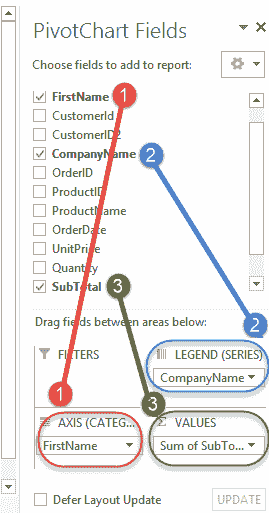 PivotChart Fields
Choose fields to add to report:
FirstName 1
CustomerId
CustomerID2
CompanyName 2
OrderID
ProductID
ProductName
OrderDate
UnitPrice
Quantity
SubTotal 3
Drag fields between areas below:
2
FILTERS
LEGEND (SERIES)
CompanyName
1
3
AXIS (CATEG...
VALUES
FirstName
Sum of SubTo...
Defer Layout Update
UPDATE